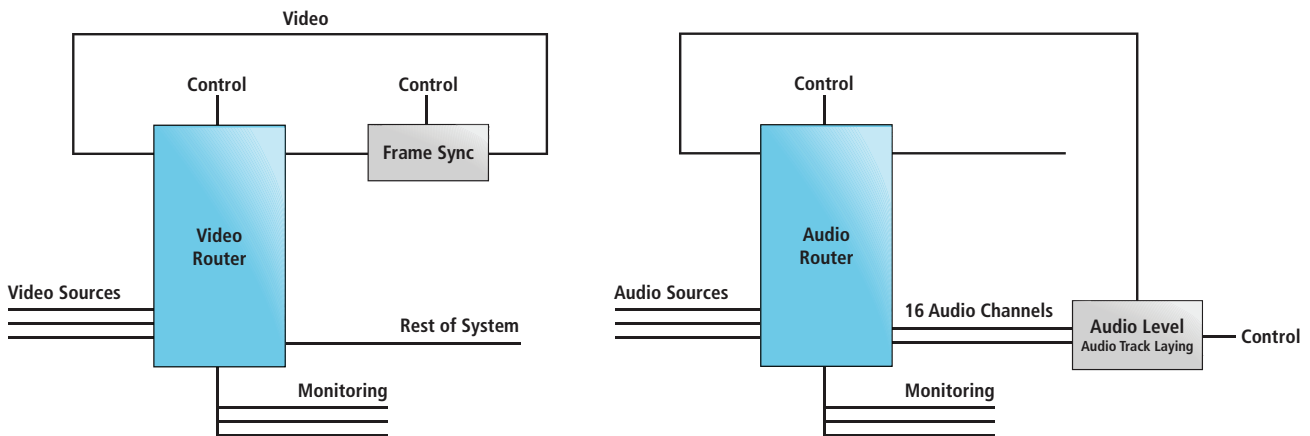 Video
Control
Control
Frame Sync
Video
Router
Video Sources
Rest of System
Monitoring
Control
Audio
Router
Audio Sources
16 Audio Channels
Audio Level
Audio Track Laying
Control
Monitoring